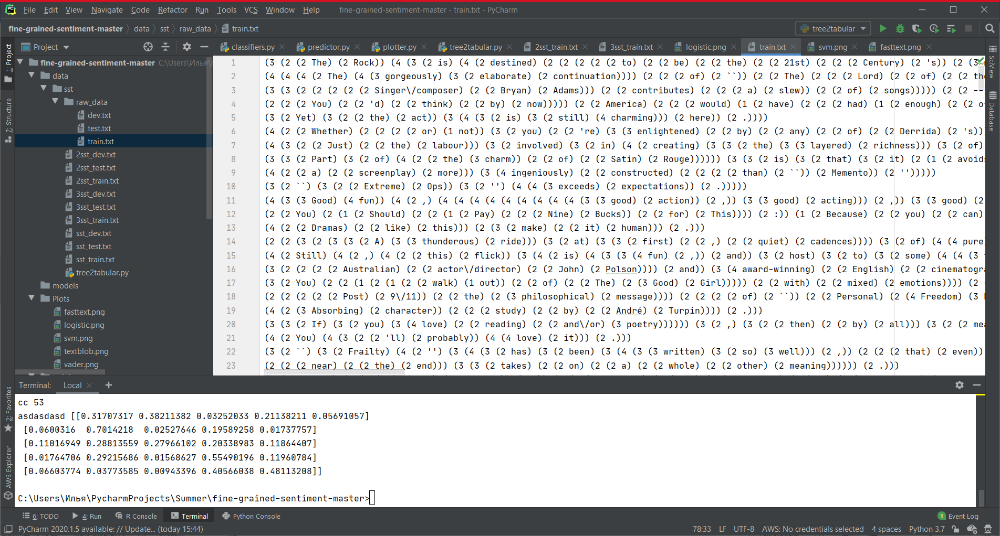 File Edit View Navigate Code Refactor Run Tools VCS Window Help fine-grained-sentiment-master - train.txt - PyCharm
fine-grained-sentiment-master data sst raw_data train.txt tree2tabular
Project classifiers.py predictor.py plotter.py tree2tabular.py 2sst_train.txt 3sst_train.txt logistic.png train.txt svm.png fasttext.png
1: Project
7: Structure
2: Favorites
AWS Explorer
SciView
Database
fine-grained-sentiment-master C:\Users\Илья\
data
sst
raw_data
dev.txt
test.txt
train.txt
2sst_dev.txt
2sst_test.txt
2sst_train.txt
3sst_dev.txt
3sst_test.txt
3sst_train.txt
sst_dev.txt
sst_test.txt
sst_train.txt
tree2tabular.py
models
Plots
fasttext.png
logistic.png
svm.png
textblob.png
vader.png
1 (3 (2 (2 The) (2 Rock)) (4 (3 (2 is) (4 (2 destined) (2 (2 (2 (2 (2 to) (2 (2 be) (2 (2 the) (2 (2 21st) (2 (2 (2 Century) (2 's)) (2 (3
2 (4 (4 (4 (2 The) (4 (3 gorgeously) (3 (2 elaborate) (2 continuation)))) (2 (2 (2 of) (2 ``)) (2 (2 The) (2 (2 (2 Lord) (2 (2 of) (2 (2 the
3 (3 (3 (2 (2 (2 (2 (2 Singer\/composer) (2 (2 Bryan) (2 Adams))) (2 (2 contributes) (2 (2 (2 a) (2 slew)) (2 (2 of) (2 songs))))) (2 (2 --
4 (2 (2 (2 You) (2 (2 'd) (2 (2 think) (2 (2 by) (2 now))))) (2 (2 America) (2 (2 (2 would) (1 (2 have) (2 (2 (2 had) (1 (2 enough) (2 (2 o
5 (3 (2 Yet) (3 (2 (2 the) (2 act)) (3 (4 (3 (2 is) (3 (2 still) (4 charming))) (2 here)) (2 .))))
6 (4 (2 (2 Whether) (2 (2 (2 (2 or) (1 not)) (3 (2 you) (2 (2 're) (3 (3 enlightened) (2 (2 by) (2 (2 any) (2 (2 of) (2 (2 Derrida) (2 's))
7 (4 (3 (2 (2 Just) (2 (2 the) (2 labour))) (3 (2 involved) (3 (2 in) (4 (2 creating) (3 (3 (2 the) (3 (3 layered) (2 richness))) (3 (2 of)
8 (3 (3 (2 Part) (3 (2 of) (4 (2 (2 the) (3 charm)) (2 (2 of) (2 (2 Satin) (2 Rouge)))))) (3 (3 (2 is) (3 (2 that) (3 (2 it) (2 (1 (2 avoids
9 (4 (2 (2 a) (2 (2 screenplay) (2 more))) (3 (4 ingeniously) (2 (2 constructed) (2 (2 (2 (2 than) (2 ``)) (2 Memento)) (2 '')))))
10 (3 (2 ``) (3 (2 (2 Extreme) (2 Ops)) (3 (2 '') (4 (4 (3 exceeds) (2 expectations)) (2 .)))))
11 (4 (3 (3 Good) (4 fun)) (4 (2 ,) (4 (4 (4 (4 (4 (4 (4 (4 (4 (3 (3 good) (2 action)) (2 ,)) (3 (3 good) (2 acting))) (2 ,)) (3 (3 good) (2
12 (2 (2 You) (2 (1 (2 Should) (2 (2 (1 (2 Pay) (2 (2 (2 Nine) (2 Bucks)) (2 (2 for) (2 This)))) (2 :)) (1 (2 Because) (2 (2 you) (2 (2 can)
13 (4 (2 (2 Dramas) (2 (2 like) (2 this))) (2 (3 (2 make) (2 (2 it) (2 human))) (2 .)))
14 (2 (2 (3 (2 (3 (3 (2 A) (3 (3 thunderous) (2 ride))) (3 (2 at) (3 (3 (2 first) (2 (2 ,) (2 (2 quiet) (2 cadences)))) (3 (2 of) (4 (4 pure)
15 (4 (2 Still) (4 (2 ,) (4 (2 (2 this) (2 flick)) (3 (4 (2 is) (4 (3 (3 (4 fun) (2 ,)) (2 and)) (3 (2 host) (3 (2 to) (3 (2 some) (4 (4 (3
16 (3 (2 (2 (2 (2 Australian) (2 (2 actor\/director) (2 (2 John) (2 Polson)))) (2 and)) (3 (4 award-winning) (2 (2 English) (2 (2 cinematogra
17 (3 (2 You) (2 (2 (1 (2 (1 (2 (2 walk) (1 out)) (2 (2 of) (2 (2 The) (2 (3 Good) (2 Girl))))) (2 (2 with) (2 (2 mixed) (2 emotions)))) (2
18 (2 (2 (2 (2 (2 (2 Post) (2 9\/11)) (2 (2 the) (2 (3 philosophical) (2 message)))) (2 (2 (2 (2 of) (2 ``)) (2 (2 Personal) (2 (4 Freedom) (3
19 (4 (2 (3 Absorbing) (2 character)) (2 (2 (2 study) (2 (2 by) (2 (2 André) (2 Turpin)))) (2 .)))
20 (3 (3 (2 If) (3 (2 you) (3 (4 love) (2 (2 reading) (2 (2 and\/or) (3 poetry)))))) (3 (2 ,) (3 (2 (2 then) (2 (2 by) (2 all))) (3 (2 (2 mea
21 (4 (2 You) (4 (3 (2 (2 'll) (2 probably)) (4 (4 love) (2 it))) (2 .)))
22 (3 (2 ``) (3 (2 Frailty) (4 (2 '') (3 (4 (3 (2 has) (3 (2 been) (3 (4 (3 (3 written) (3 (2 so) (3 well))) (2 ,)) (2 (2 (2 that) (2 even))
23 (2 (2 (2 near) (2 (2 the) (2 end))) (3 (3 (2 takes) (2 (2 on) (2 (2 a) (2 (2 whole) (2 (2 other) (2 meaning)))))) (2 .)))
Terminal: Local
cc 53
asdasdasd [[0.31707317 0.38211382 0.03252033 0.21138211 0.05691057]
[0.0600316 0.7014218 0.02527646 0.19589258 0.01737757]
[0.11016949 0.28813559 0.27966102 0.20338983 0.11864407]
[0.01764706 0.29215686 0.01568627 0.55490196 0.11960784]
[0.06603774 0.03773585 0.00943396 0.40566038 0.48113208]]
C:\Users\Илья\PycharmProjects\Summer\fine-grained-sentiment-master>
6: TODO 4: Run R Console Terminal Python Console 1 Event Log
PyCharm 2020.1.5 available: // Update... (today 15:44) 78:33 LF UTF-8 AWS: No credentials selected 4 spaces Python 3.7